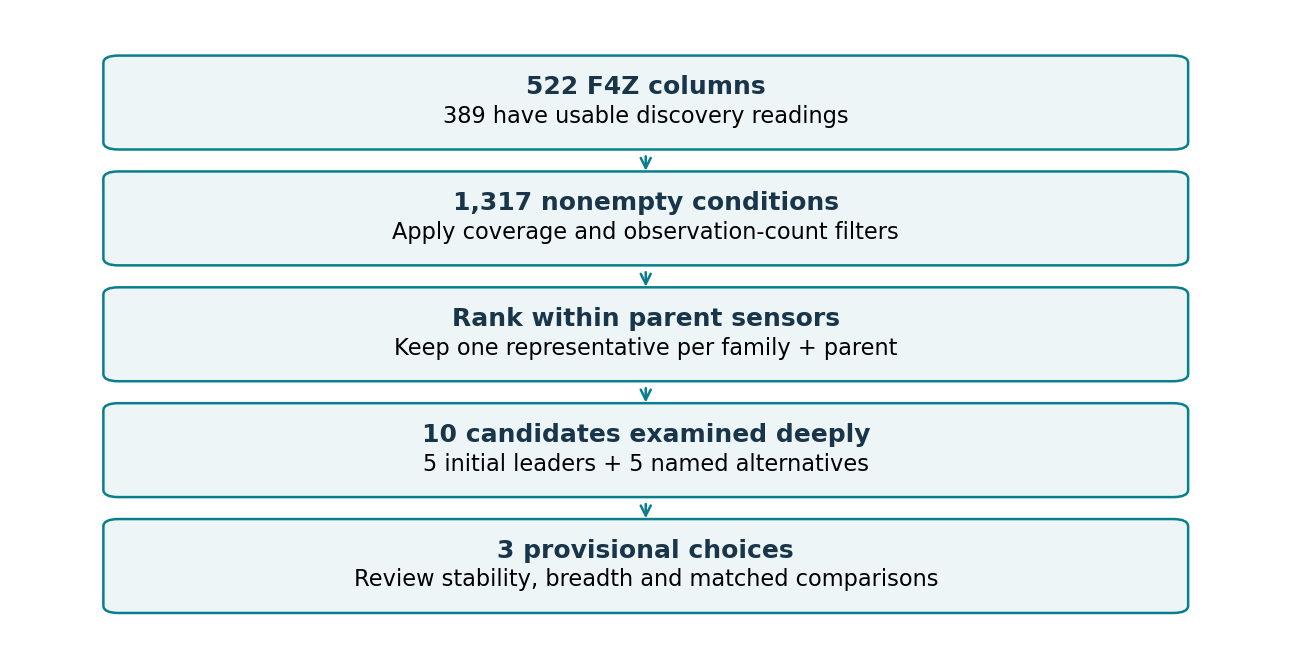 522 F4Z columns
389 have usable discovery readings
1,317 nonempty conditions
Apply coverage and observation-count filters
Rank within parent sensors
Keep one representative per family + parent
10 candidates examined deeply
5 initial leaders + 5 named alternatives
3 provisional choices
Review stability, breadth and matched comparisons